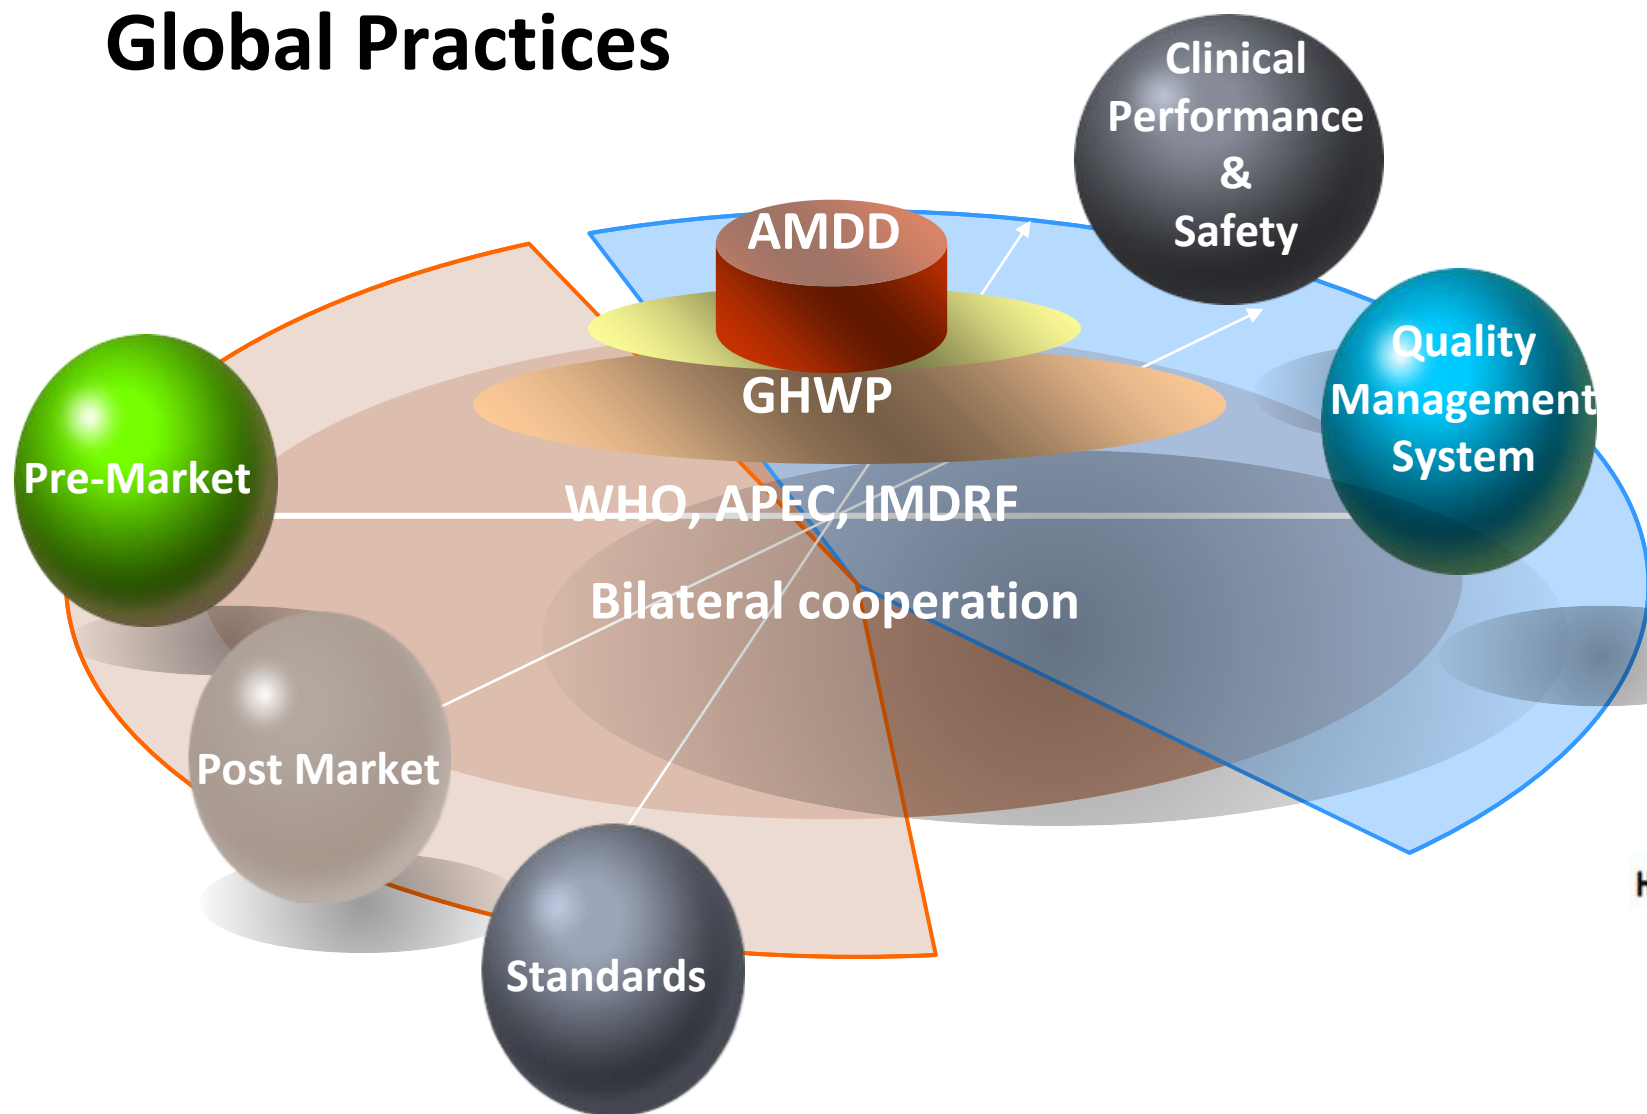 Global Practices
Clinical
Performance
&
Safety
AMDD
Quality
Management
System
GHWP
Pre-Market
WHO, APEC, IMDRF
Bilateral cooperation
Post Market
Standards
H